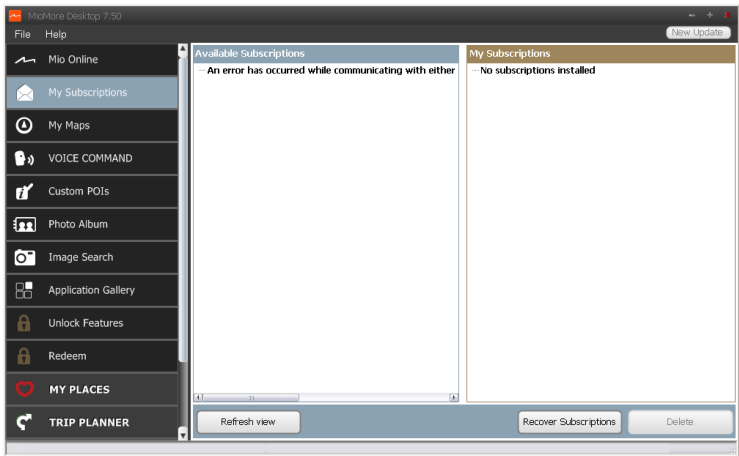 MioMore Desktop 7.50
File Help
New Update
Mio Online
My Subscriptions
My Maps
VOICE COMMAND
Custom POIs
Photo Album
Image Search
Application Gallery
Unlock Features
Redeem
MY PLACES
TRIP PLANNER
Available Subscriptions
An error has occurred while communicating with either
My Subscriptions
No subscriptions installed
Refresh view
Recover Subscriptions
Delete